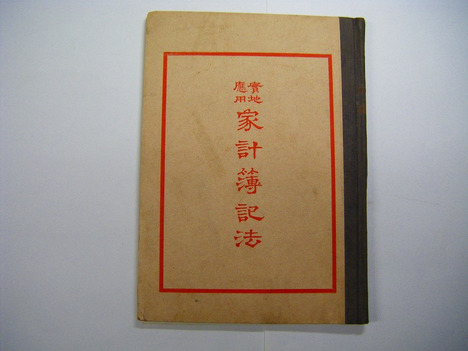 實地
應用
家計簿記法